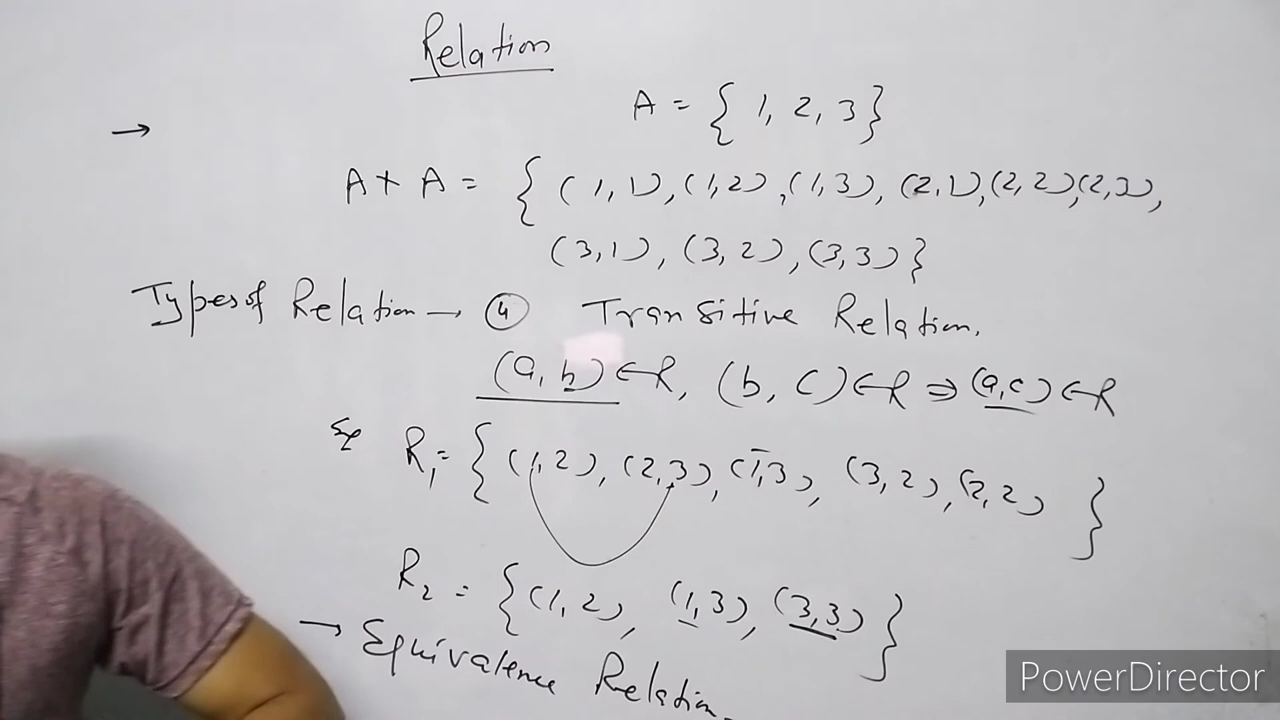 Relation
A = { 1, 2, 3 }
→
A × A = { (1,1), (1,2), (1,3), (2,1), (2,2) (2,3),
(3,1), (3,2), (3,3) }
Types of Relation → ④ Transitive Relation.
(a, b) ∈ R, (b, c) ∈ R ⇒ (a,c) ∈ R
R₁ = { (1,2), (2,3), (1,3), (3,2), (2,2) }
R₂ = { (1,2), (1,3), (3,3) }
→ Equivalence Relation.
PowerDirector